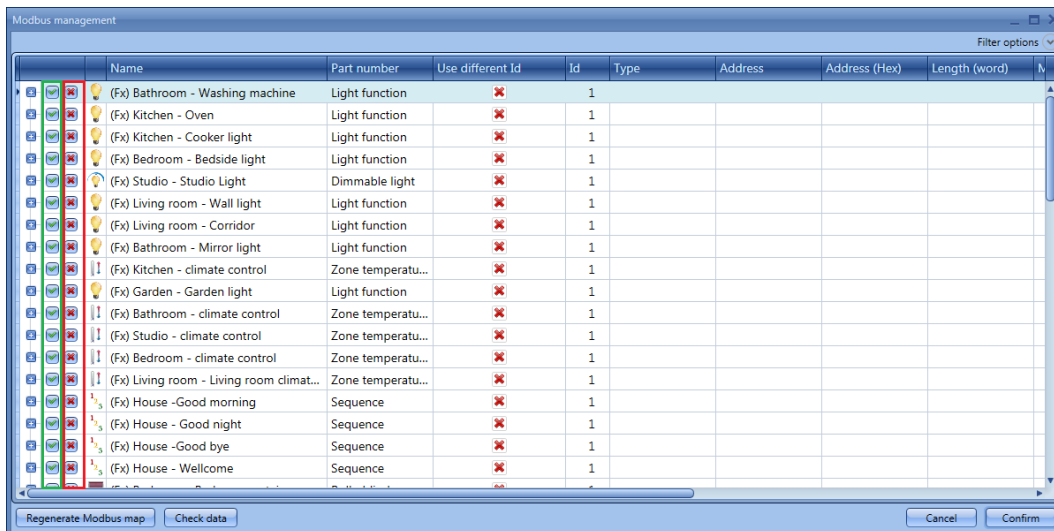 Modbus management
Filter options
Name Part number Use different Id Id Type Address Address (Hex) Length (word) M
(Fx) Bathroom - Washing machine Light function 1
(Fx) Kitchen - Oven Light function 1
(Fx) Kitchen - Cooker light Light function 1
(Fx) Bedroom - Bedside light Light function 1
(Fx) Studio - Studio Light Dimmable light 1
(Fx) Living room - Wall light Light function 1
(Fx) Living room - Corridor Light function 1
(Fx) Bathroom - Mirror light Light function 1
(Fx) Kitchen - climate control Zone temperatu... 1
(Fx) Garden - Garden light Light function 1
(Fx) Bathroom - climate control Zone temperatu... 1
(Fx) Studio - climate control Zone temperatu... 1
(Fx) Bedroom - climate control Zone temperatu... 1
(Fx) Living room - Living room climat... Zone temperatu... 1
(Fx) House -Good morning Sequence 1
(Fx) House - Good night Sequence 1
(Fx) House -Good bye Sequence 1
(Fx) House - Wellcome Sequence 1
Regenerate Modbus map Check data Cancel Confirm